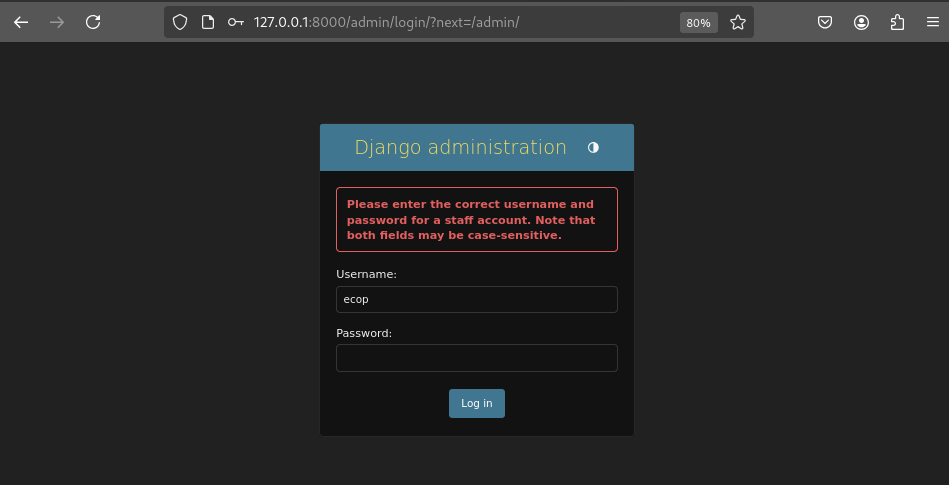 127.0.0.1:8000/admin/login/?next=/admin/
80%
Django administration
Please enter the correct username and
password for a staff account. Note that
both fields may be case-sensitive.
Username:
ecop
Password:
Log in